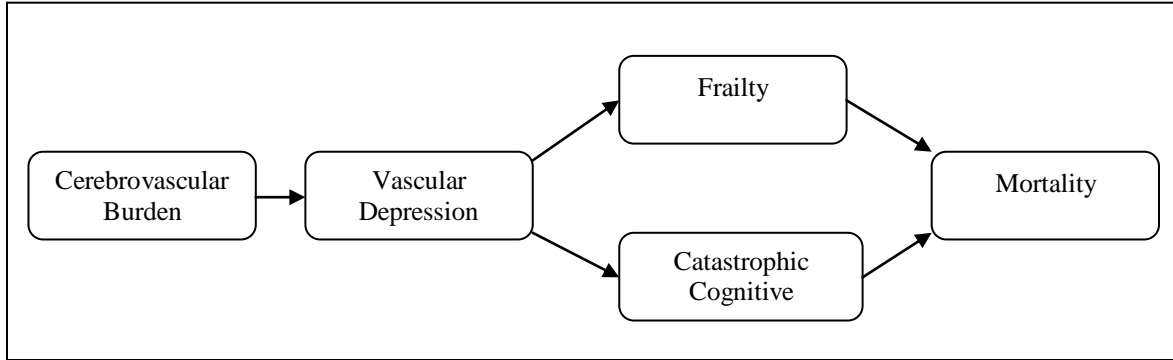 Cerebrovascular
Burden
Vascular
Depression
Frailty
Catastrophic
Cognitive
Mortality